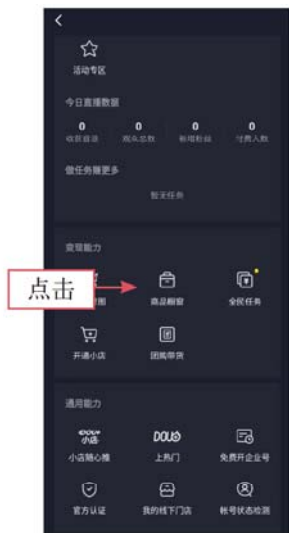 活动专区
今日直播数据
0 0 0 0
收获音浪 观众总数 新增粉丝 付费人数
做任务赚更多
暂无任务
变现能力
点击
商品橱窗 全民任务
开通小店 团购带货
通用能力
小店 DOU+
小店随心推 上热门 免费开企业号
官方认证 我的线下门店 帐号状态检测